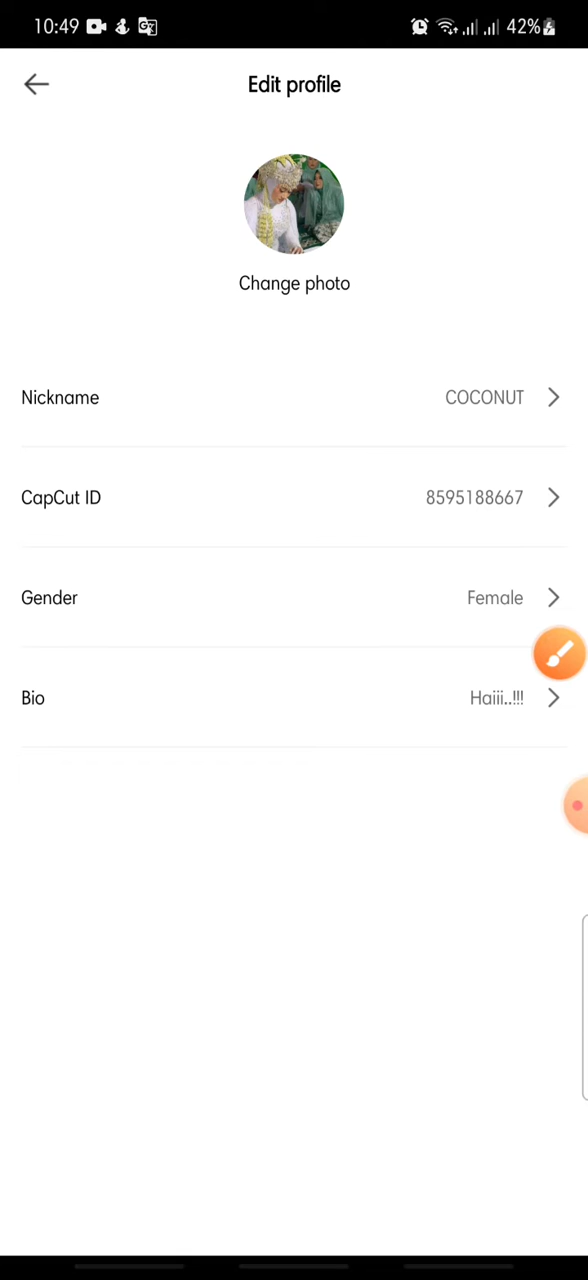 10:49 42%
Edit profile
Change photo
Nickname COCONUT
CapCut ID 8595188667
Gender Female
Bio Haiii..!!!